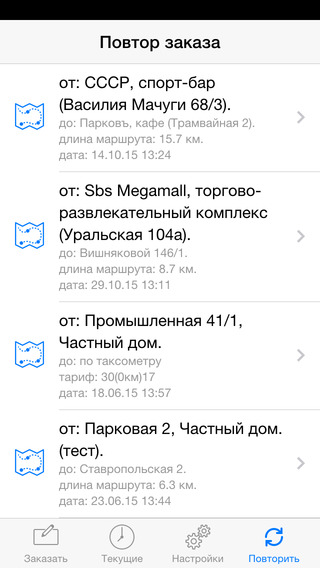 Повтор заказа
от: СССР, спорт-бар
(Василия Мачуги 68/3).
до: Парковъ, кафе (Трамвайная 2).
длина маршрута: 15.7 км.
дата: 14.10.15 13:24
от: Sbs Megamall, торгово-
развлекательный комплекс
(Уральская 104а).
до: Вишняковой 146/1.
длина маршрута: 8.7 км.
дата: 29.10.15 13:11
от: Промышленная 41/1,
Частный дом.
до: по таксометру
тариф: 30(0км)17
дата: 18.06.15 13:57
от: Парковая 2, Частный дом.
(тест).
до: Ставропольская 2.
длина маршрута: 6.3 км.
дата: 23.06.15 13:44
Заказать Текущие Настройки Повторить